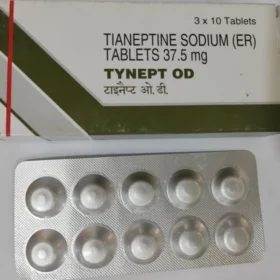 3 x 10 Tablets
TIANEPTINE SODIUM (ER)
TABLETS 37.5 mg
TYNEPT OD
टाइनैप्ट ओ.डी.